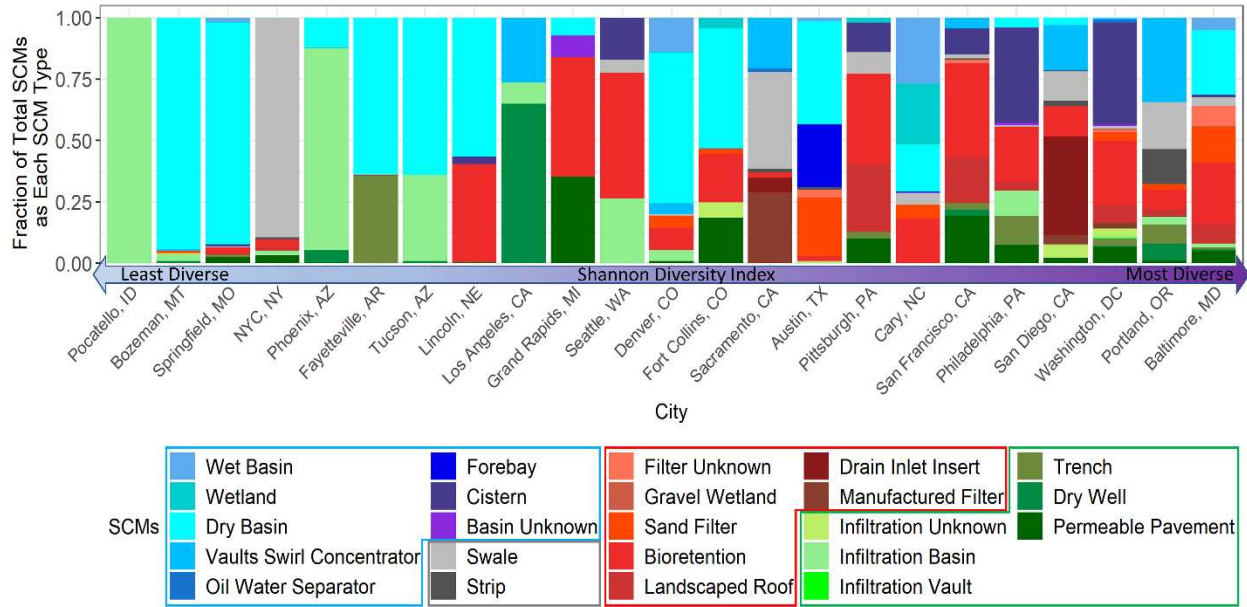 Fraction of Total SCMs
as Each SCM Type
1.00
0.75
0.50
0.25
0.00
Least Diverse
Shannon Diversity Index
Most Diverse
Pocatello, ID
Bozeman, MT
Springfield, MO
NYC, NY
Phoenix, AZ
Fayetteville, AR
Tucson, AZ
Lincoln, NE
Los Angeles, CA
Grand Rapids, MI
Seattle, WA
Denver, CO
Fort Collins, CO
Sacramento, CA
Austin, TX
Pittsburgh, PA
Cary, NC
San Francisco, CA
Philadelphia, PA
San Diego, CA
Washington, DC
Portland, OR
Baltimore, MD
City
SCMs
Wet Basin
Wetland
Dry Basin
Vaults Swirl Concentrator
Oil Water Separator
Forebay
Cistern
Basin Unknown
Swale
Strip
Filter Unknown
Gravel Wetland
Sand Filter
Bioretention
Landscaped Roof
Drain Inlet Insert
Manufactured Filter
Infiltration Unknown
Infiltration Basin
Infiltration Vault
Trench
Dry Well
Permeable Pavement